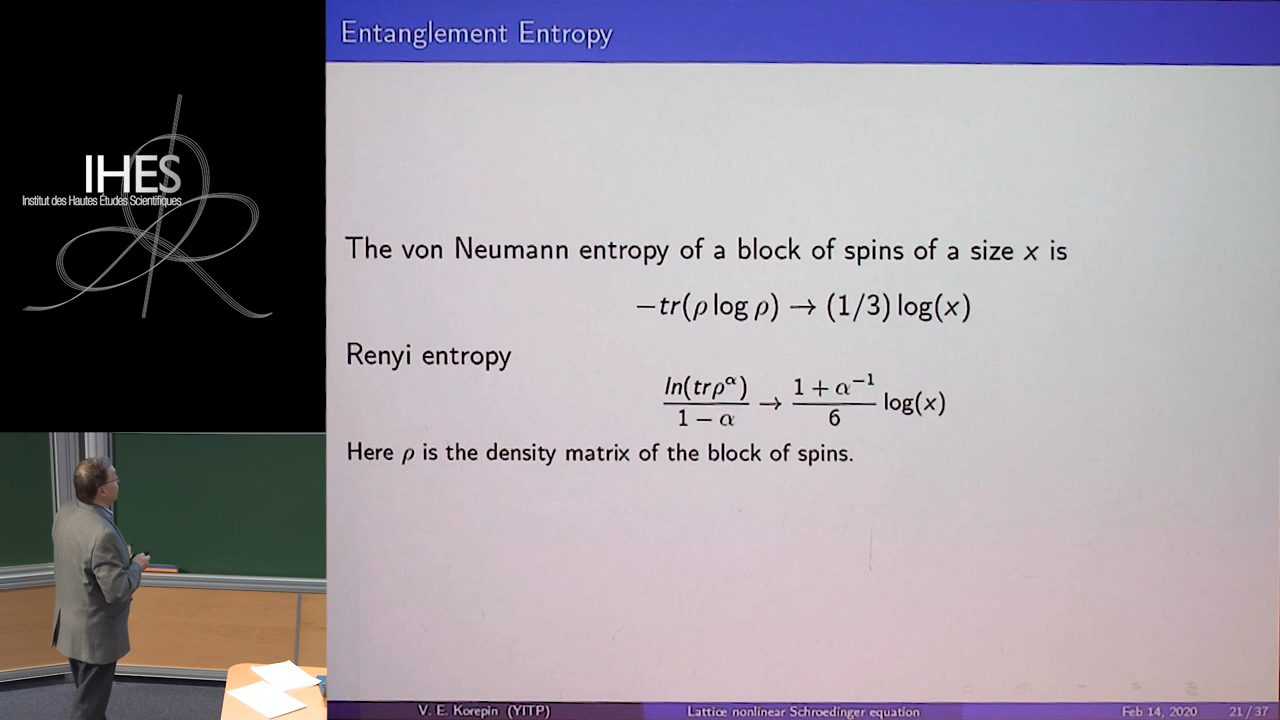 Entanglement Entropy
IHES
Institut des Hautes Études Scientifiques
The von Neumann entropy of a block of spins of a size x is
−tr(ρ log ρ) → (1/3) log(x)
Renyi entropy
ln(trρ^α) / (1 − α) → (1 + α^−1) / 6 log(x)
Here ρ is the density matrix of the block of spins.
V. E. Korepin (YITP) Lattice nonlinear Schroedinger equation Feb 14, 2020 21 / 37